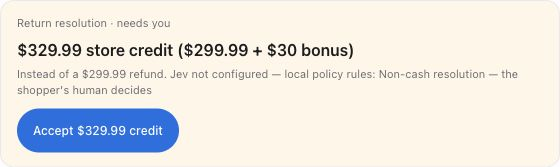 Return resolution · needs you
$329.99 store credit ($299.99 + $30 bonus)
Instead of a $299.99 refund. Jev not configured — local policy rules: Non-cash resolution — the
shopper's human decides
Accept $329.99 credit